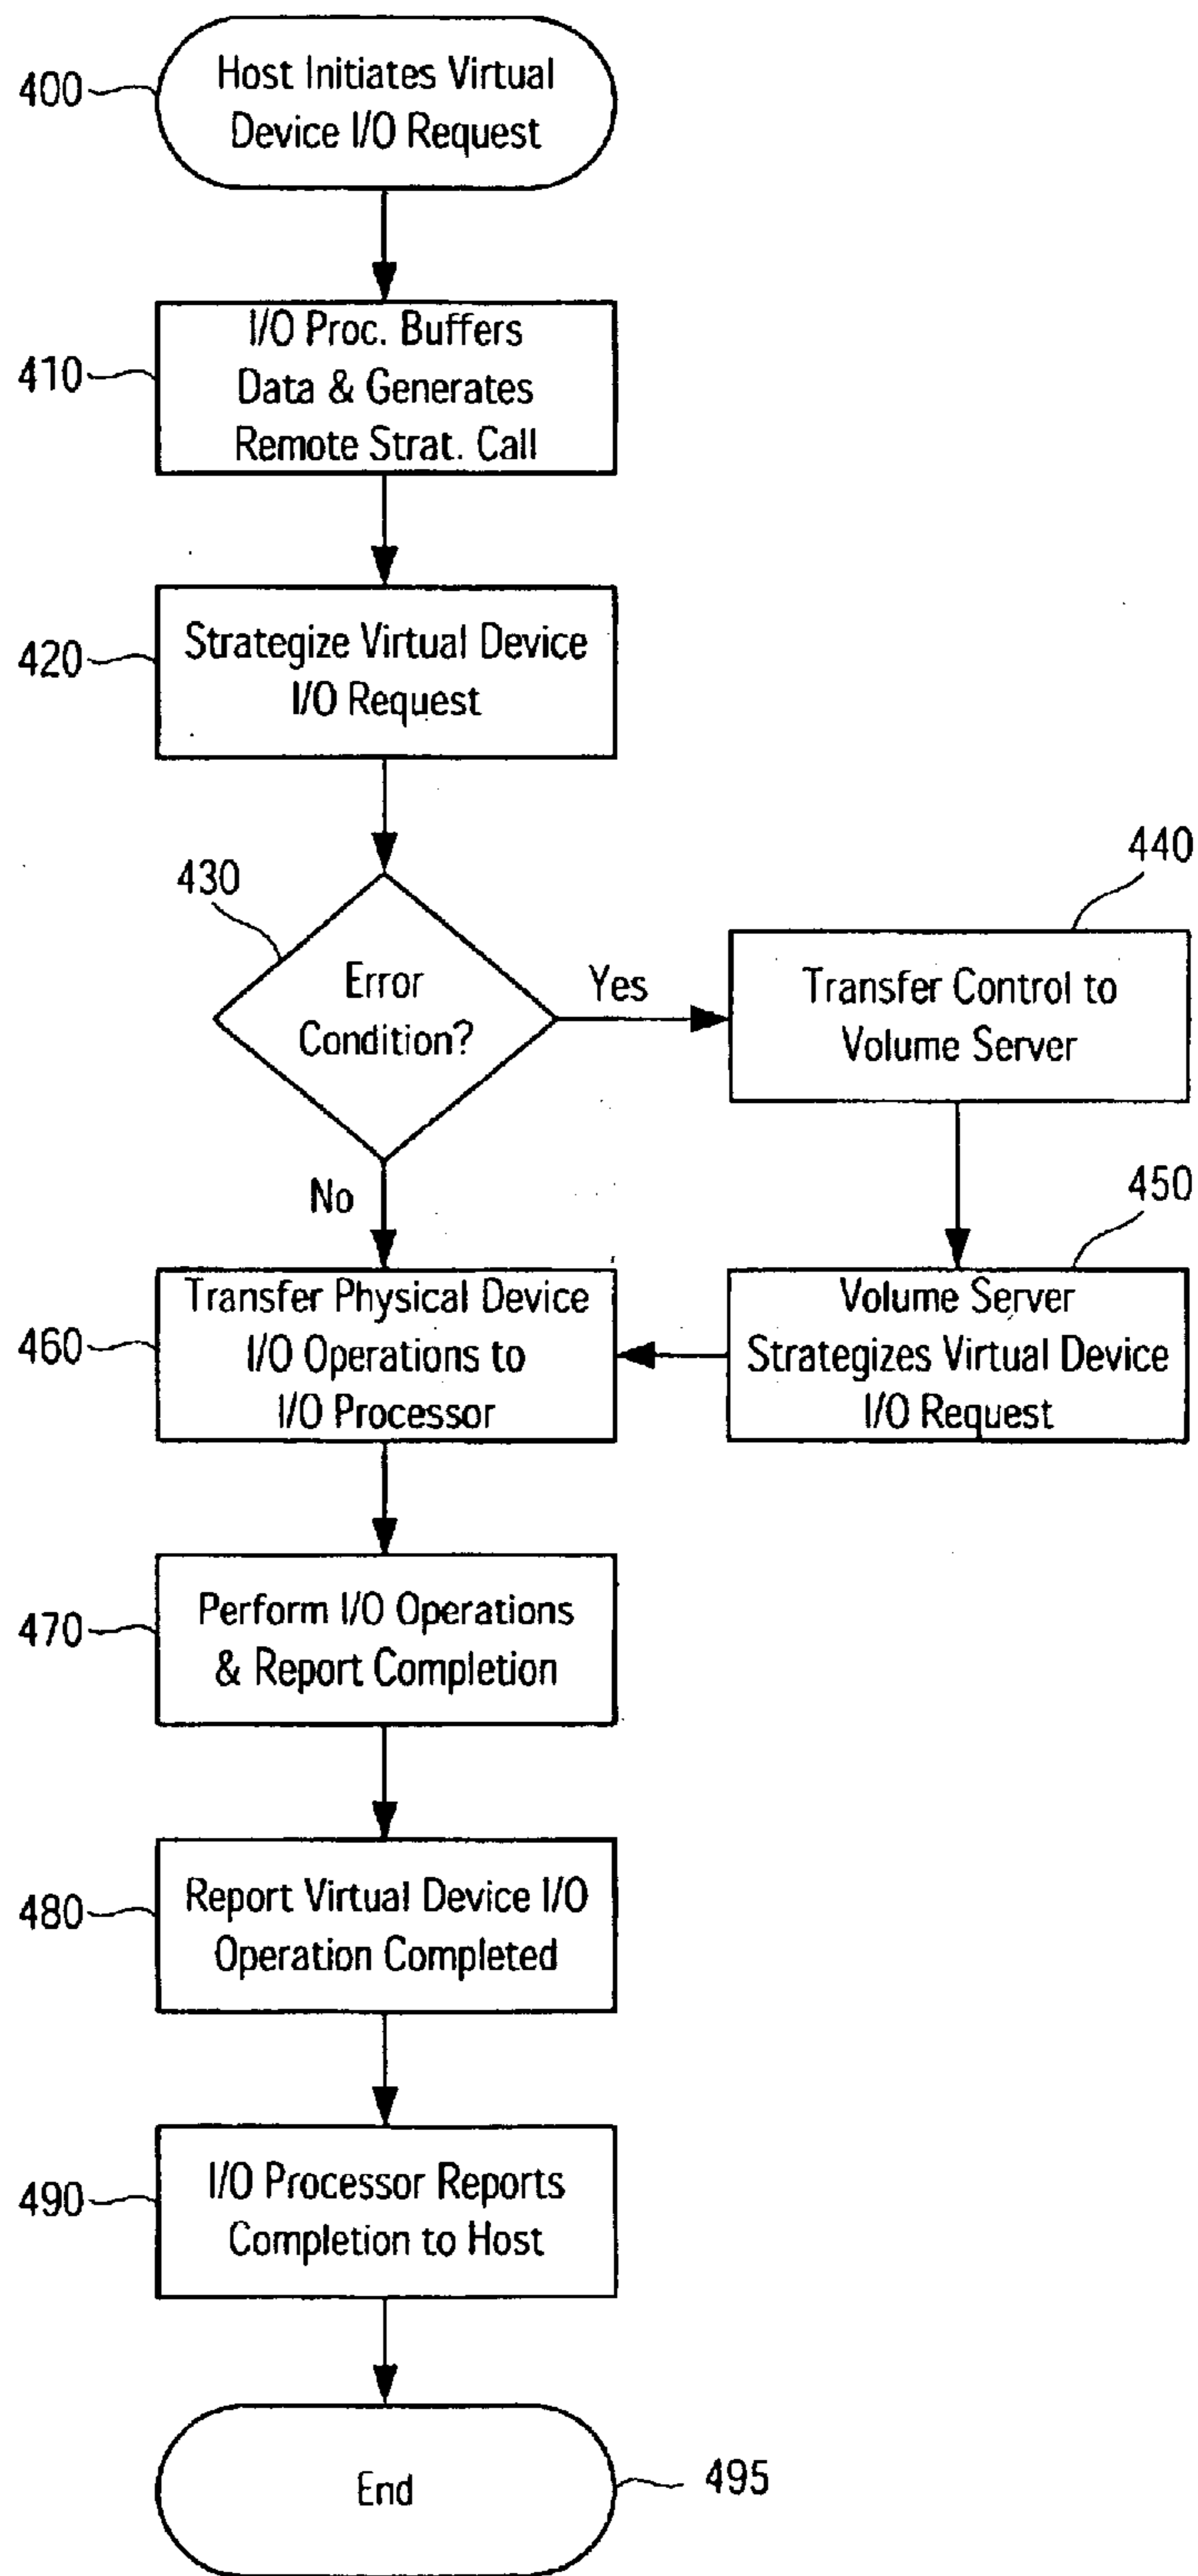 400
Host Initiates Virtual
Device I/O Request
410
I/O Proc. Buffers
Data & Generates
Remote Strat. Call
420
Strategize Virtual Device
I/O Request
430
Error
Condition?
Yes
No
440
Transfer Control to
Volume Server
450
Volume Server
Strategizes Virtual Device
I/O Request
460
Transfer Physical Device
I/O Operations to
I/O Processor
470
Perform I/O Operations
& Report Completion
480
Report Virtual Device I/O
Operation Completed
490
I/O Processor Reports
Completion to Host
End
495